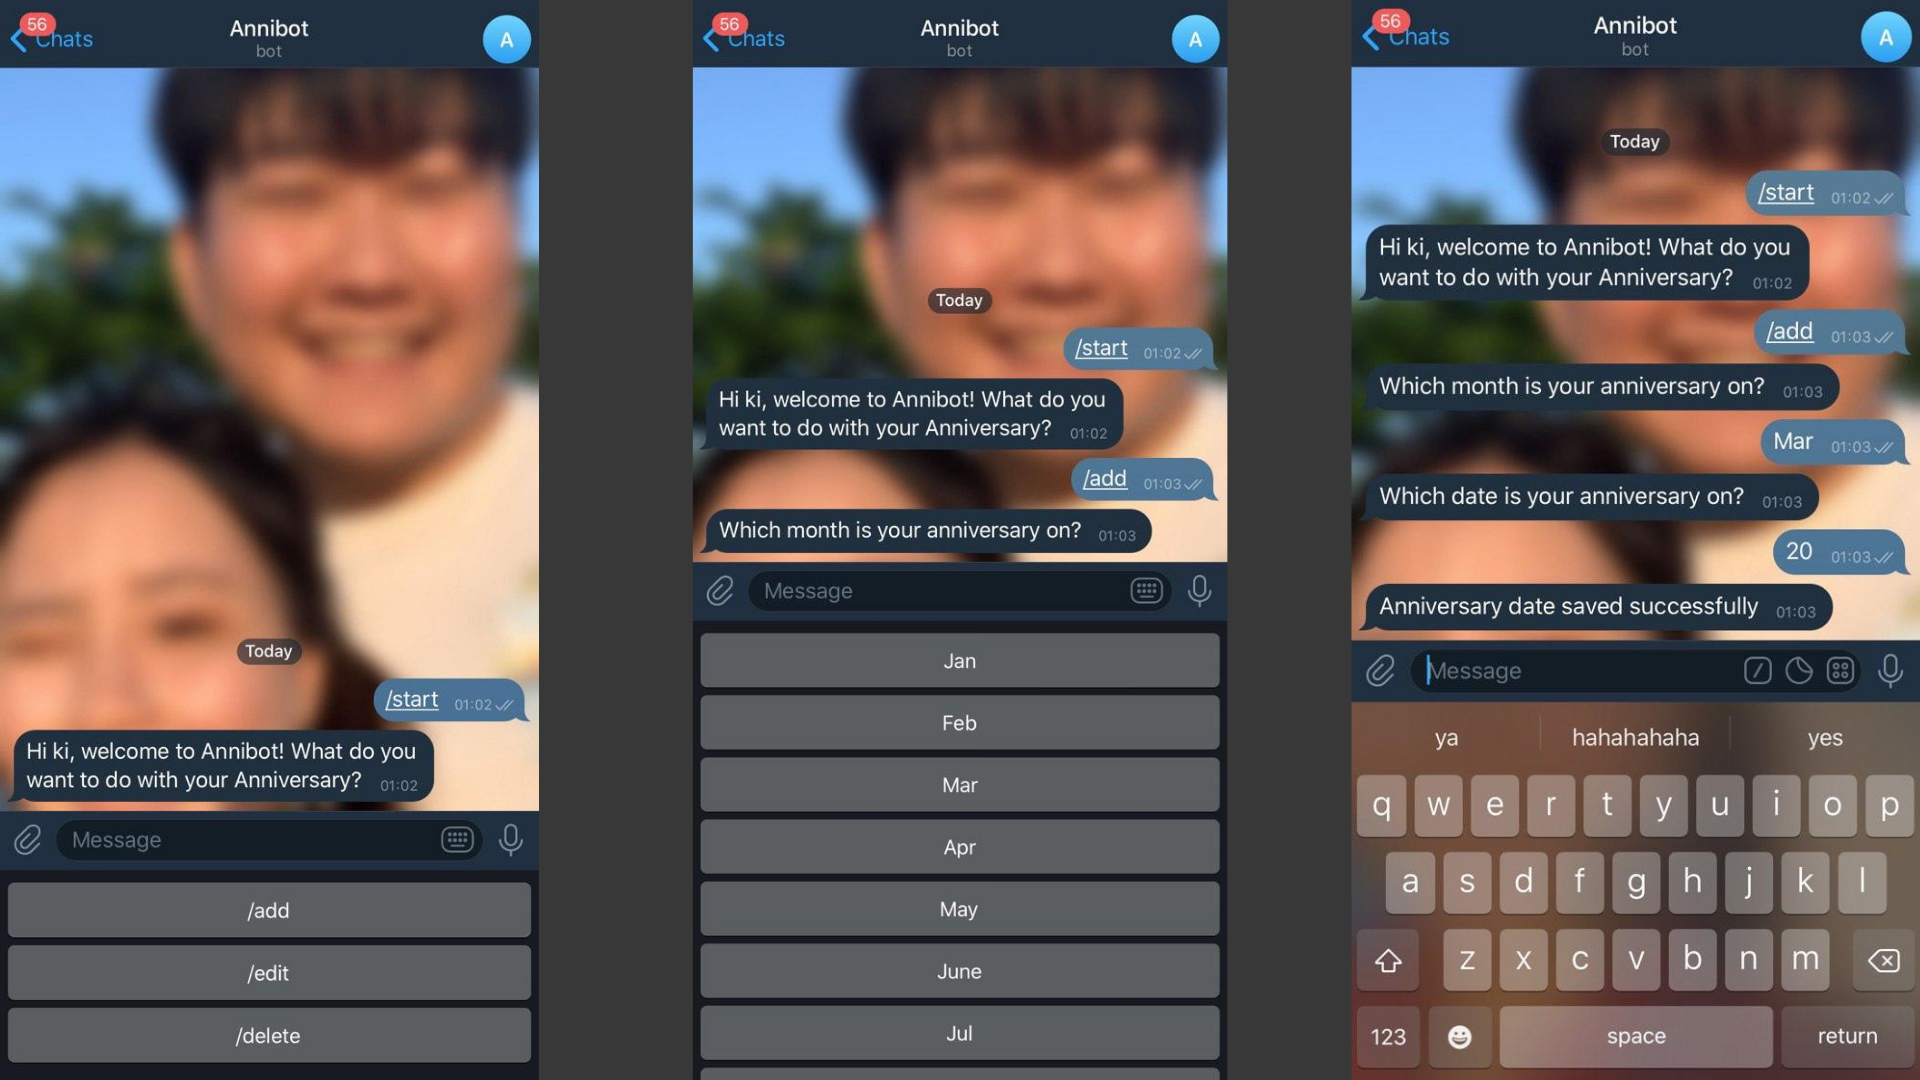 56
Chats
Annibot
bot
A
Today
/start 01:02
Hi ki, welcome to Annibot! What do you
want to do with your Anniversary? 01:02
Message
/add
/edit
/delete
56
Chats
Annibot
bot
A
Today
/start 01:02
Hi ki, welcome to Annibot! What do you
want to do with your Anniversary? 01:02
/add 01:03
Which month is your anniversary on? 01:03
Message
Jan
Feb
Mar
Apr
May
June
Jul
56
Chats
Annibot
bot
A
Today
/start 01:02
Hi ki, welcome to Annibot! What do you
want to do with your Anniversary? 01:02
/add 01:03
Which month is your anniversary on? 01:03
Mar 01:03
Which date is your anniversary on? 01:03
20 01:03
Anniversary date saved successfully 01:03
Message
ya hahahahaha yes
q w e r t y u i o p
a s d f g h j k l
z x c v b n m
123 space return